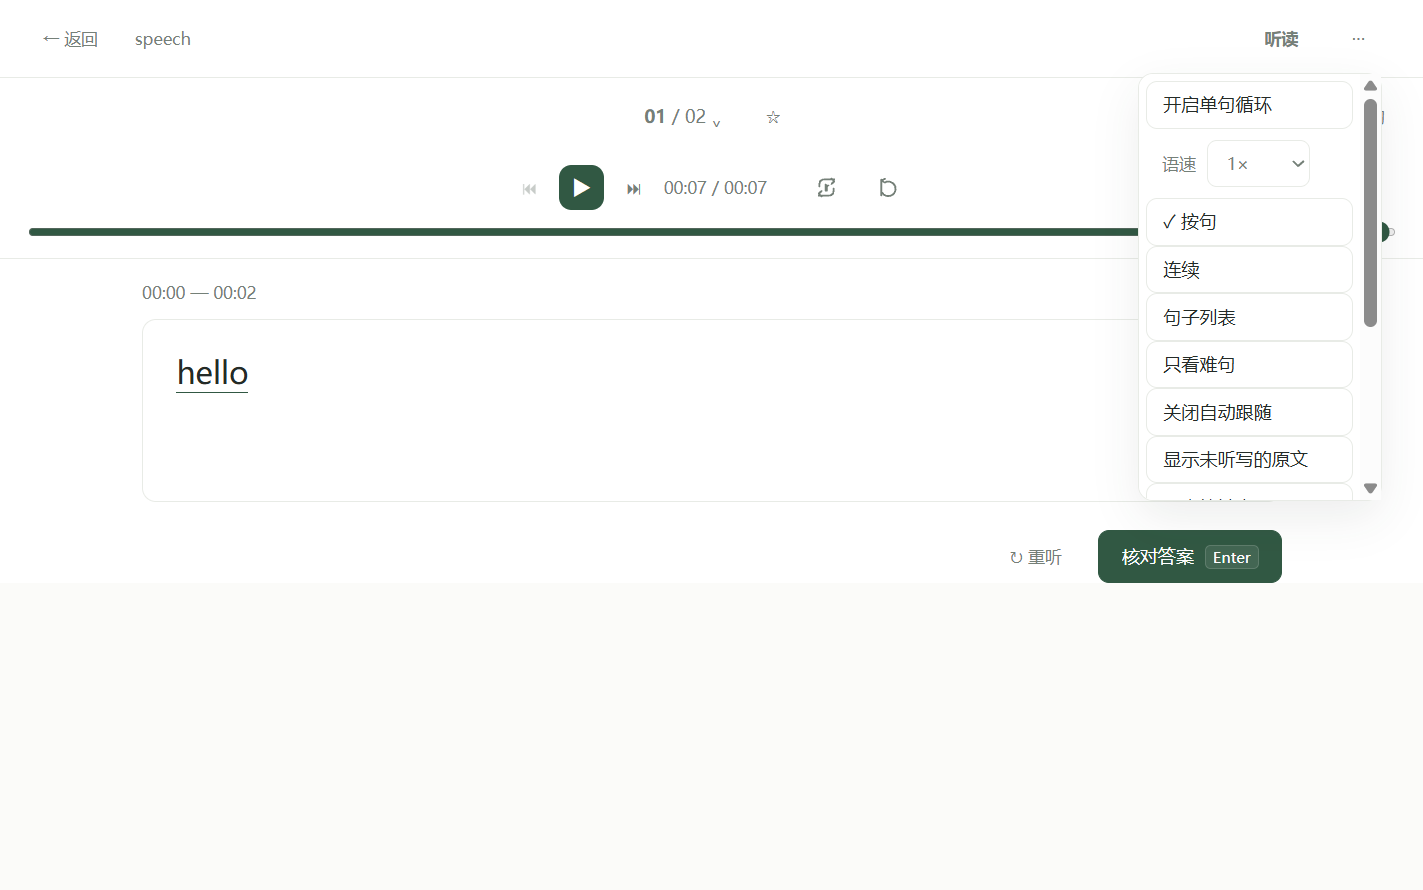 ← 返回 speech 听读 ···
01 / 02 ˅ ☆
00:07 / 00:07
00:00 — 00:02
hello
↻ 重听 核对答案 Enter
开启单句循环
语速 1×
✓ 按句
连续
句子列表
只看难句
关闭自动跟随
显示未听写的原文